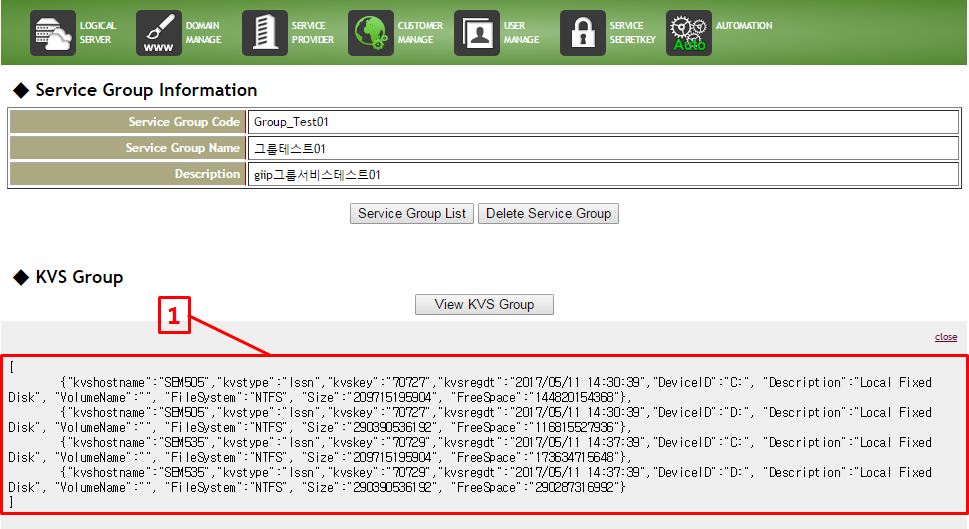 LOGICAL
SERVER
www
DOMAIN
MANAGE
SERVICE
PROVIDER
CUSTOMER
MANAGE
USER
MANAGE
SERVICE
SECRETKEY
Auto
AUTOMATION
◆ Service Group Information
Service Group Code Group_Test01
Service Group Name 그룹테스트01
Description giip그룹서비스테스트01
Service Group List Delete Service Group
◆ KVS Group
View KVS Group
1
close
[
{"kvshostname":"SEM505","kvstype":"lssn","kvskey":"70727","kvsregdt":"2017/05/11 14:30:39","DeviceID":"C:", "Description":"Local Fixed
Disk", "VolumeName":"", "FileSystem":"NTFS", "Size":"209715195904", "FreeSpace":"144820154368"},
{"kvshostname":"SEM505","kvstype":"lssn","kvskey":"70727","kvsregdt":"2017/05/11 14:30:39","DeviceID":"D:", "Description":"Local Fixed
Disk", "VolumeName":"", "FileSystem":"NTFS", "Size":"290390536192", "FreeSpace":"116815527936"},
{"kvshostname":"SEM535","kvstype":"lssn","kvskey":"70729","kvsregdt":"2017/05/11 14:37:39","DeviceID":"C:", "Description":"Local Fixed
Disk", "VolumeName":"", "FileSystem":"NTFS", "Size":"209715195904", "FreeSpace":"173634715648"},
{"kvshostname":"SEM535","kvstype":"lssn","kvskey":"70729","kvsregdt":"2017/05/11 14:37:39","DeviceID":"D:", "Description":"Local Fixed
Disk", "VolumeName":"", "FileSystem":"NTFS", "Size":"290390536192", "FreeSpace":"290287316992"}
]